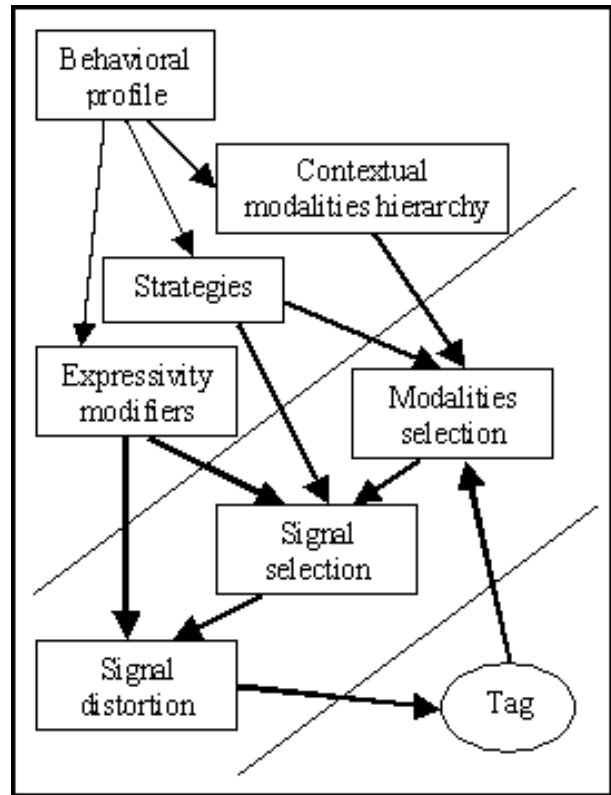 Behavioral
profile
Contextual
modalities hierarchy
Strategies
Expressivity
modifiers
Modalities
selection
Signal
selection
Signal
distortion
Tag